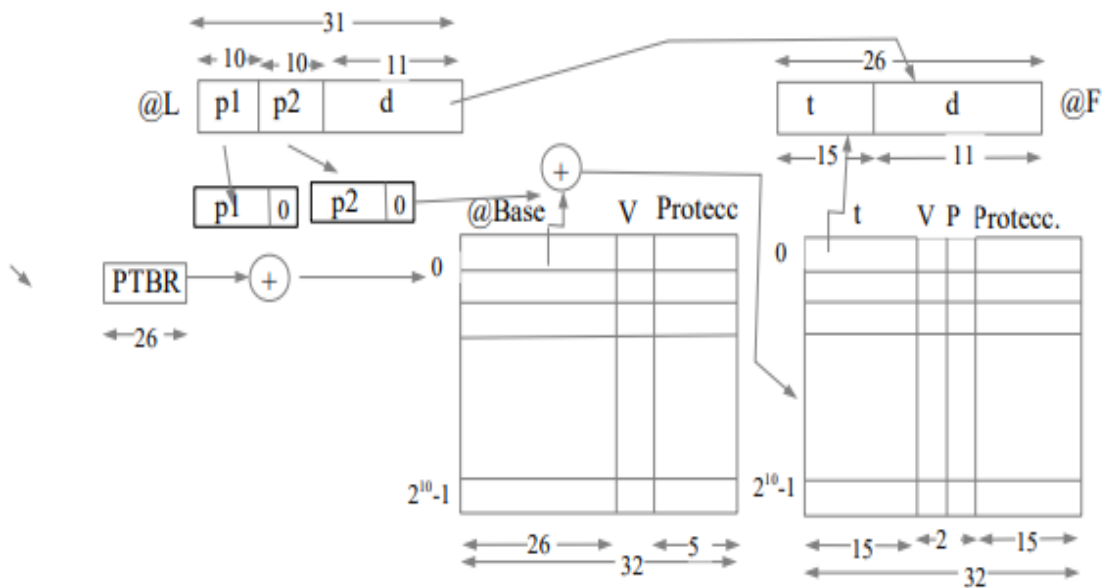 31
10 10 11
26
@L p1 p2 d
t d @F
15 11
p1 0 p2 0 +
@Base V Protecc
t V P Protecc.
0
0
PTBR +
26
2¹⁰-1
2¹⁰-1
26 5
32
15 2 15
32